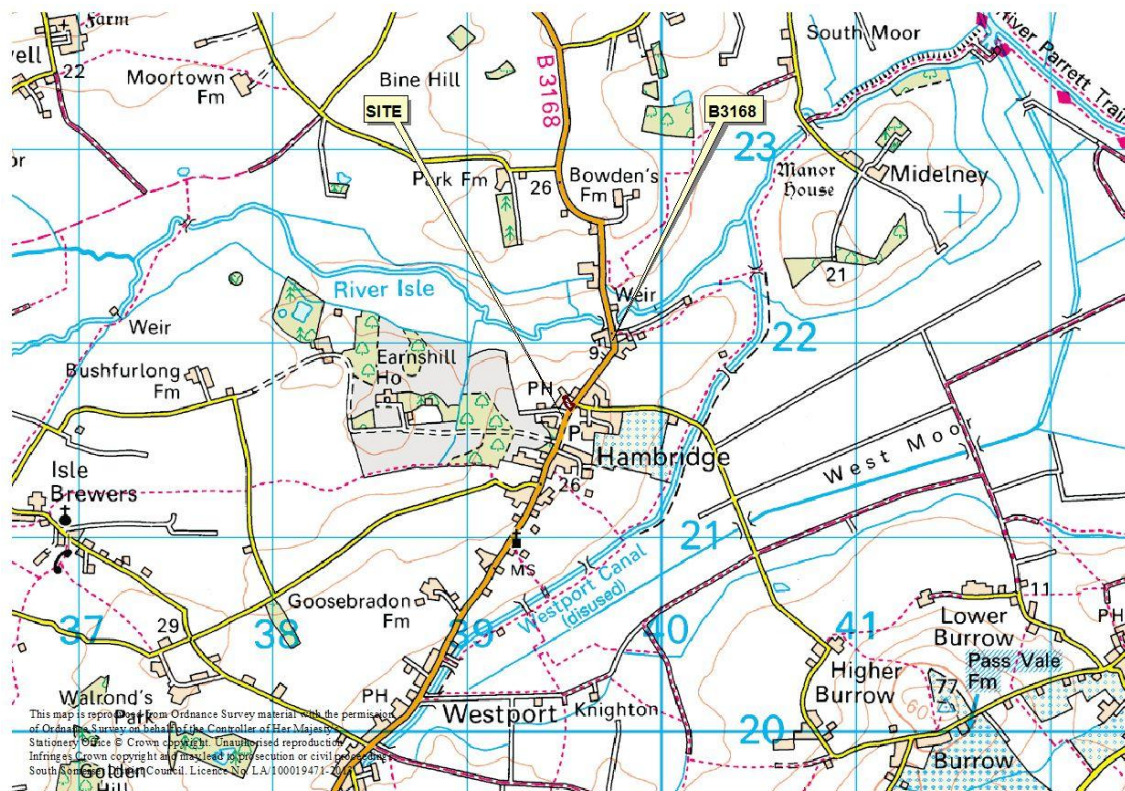 Farm
22
Moortown
Fm
Bine Hill
SITE
B 3168
B3168
South Moor
River Parrett Trail
23
Manor
House
Midelney
Park Fm
26
Bowden's
Fm
21
River Isle
Weir
Weir
9
22
Earnshill
Ho
Bushfurlong
Fm
PH
P
Hambridge
West Moor
Isle
Brewers
26
21
MS
Westport Canal
(disused)
Goosebradon
Fm
37
29
38
39
40
41
11
Lower
Burrow
PH
Higher
Burrow
77
60
Pass Vale
Fm
Walrond's
Park
PH
Westport
Knighton
20
Burrow
Hill
This map is reproduced from Ordnance Survey material with the permission
of Ordnance Survey on behalf of the Controller of Her Majesty's
Stationery Office © Crown copyright. Unauthorised reproduction
Infringes Crown copyright and may lead to prosecution or civil proceedings.
South Somerset District Council. Licence No. LA/100019471-